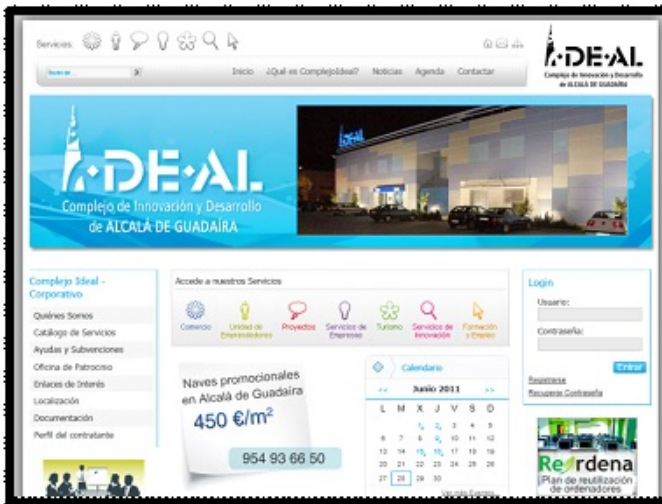 Servicios:
Buscar...
Inicio ¿Qué es ComplejoIdeal? Noticias Agenda Contactar
I·DE·AL
Complejo de Innovación y Desarrollo
de ALCALÁ DE GUADAÍRA
I·DE·AL
Complejo de Innovación y Desarrollo
de ALCALÁ DE GUADAÍRA
Complejo Ideal -
Corporativo
Quiénes Somos
Catálogo de Servicios
Ayudas y Subvenciones
Oficina de Patrocinio
Enlaces de Interés
Localización
Documentación
Perfil del contratante
Accede a nuestros Servicios
Comercio
Unidad de
Emprendedores
Proyectos
Servicios de
Empresas
Turismo
Servicios de
Innovación
Formación
y Empleo
Naves promocionales
en Alcalá de Guadaíra
450 €/m²
954 93 66 50
Calendario
<< Junio 2011 >>
L M X J V S D
1 2 3 4 5
6 7 8 9 10 11 12
13 14 15 16 17 18 19
20 21 22 23 24 25 26
27 28 29 30
Ver más Eventos
Login
Usuario:
Contraseña:
Entrar
Registrarse
Recuperar Contraseña
Reordena
Plan de reutilización
de ordenadores